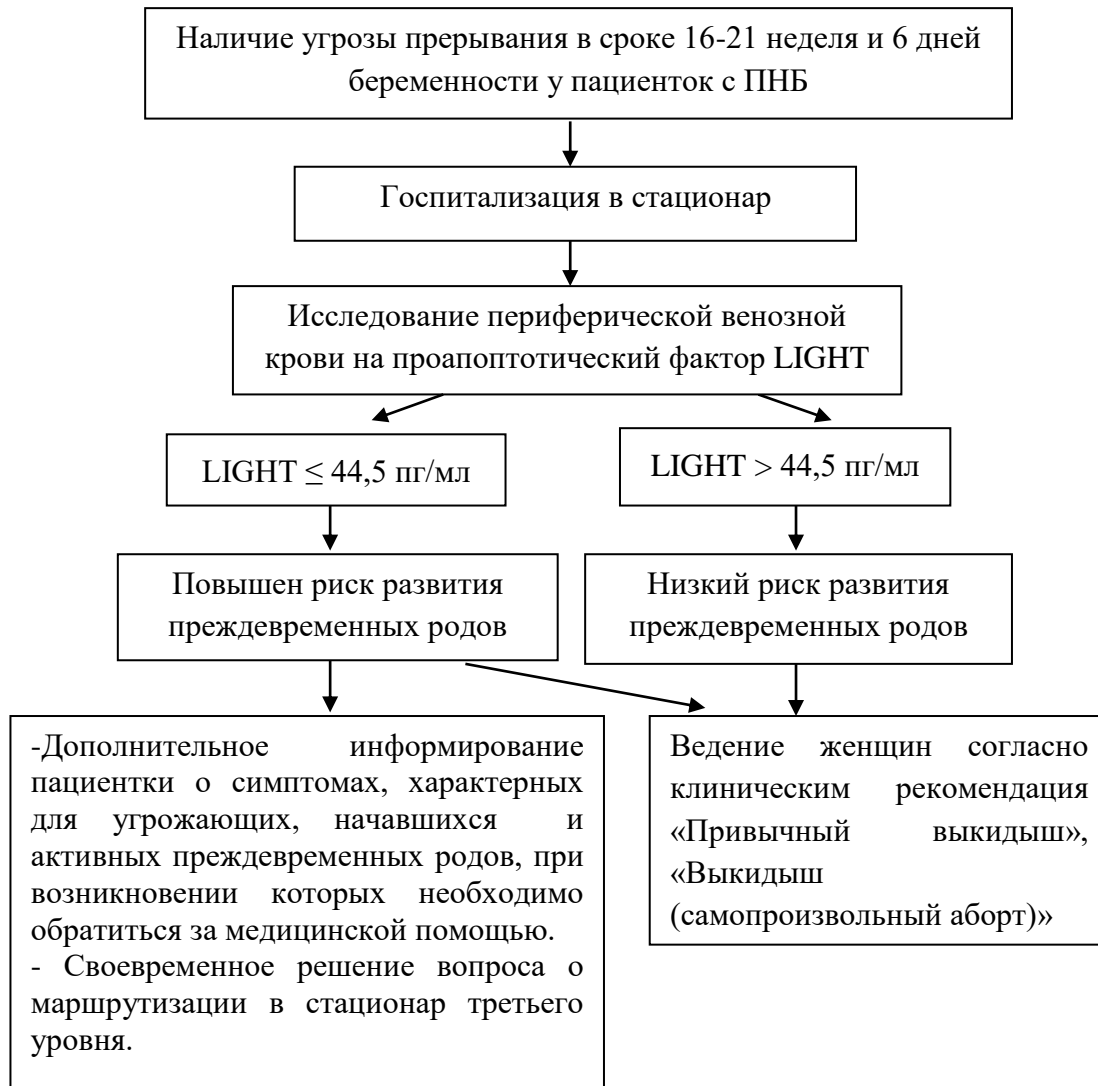 Наличие угрозы прерывания в сроке 16-21 неделя и 6 дней
беременности у пациенток с ПНБ
Госпитализация в стационар
Исследование периферической венозной
крови на проапоптотический фактор LIGHT
LIGHT ≤ 44,5 пг/мл
LIGHT > 44,5 пг/мл
Повышен риск развития
преждевременных родов
Низкий риск развития
преждевременных родов
-Дополнительное информирование
пациентки о симптомах, характерных
для угрожающих, начавшихся и
активных преждевременных родов, при
возникновении которых необходимо
обратиться за медицинской помощью.
- Своевременное решение вопроса о
маршрутизации в стационар третьего
уровня.
Ведение женщин согласно
клиническим рекомендация
«Привычный выкидыш»,
«Выкидыш
(самопроизвольный аборт)»